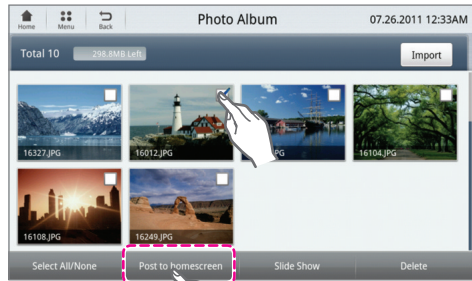 Home Menu Back Photo Album 07.26.2011 12:33AM
Total 10 298.8MB Left Import
16327.JPG 16012.JPG PG 16104.JPG
16108.JPG 16249.JPG
Select All/None Post to homescreen Slide Show Delete